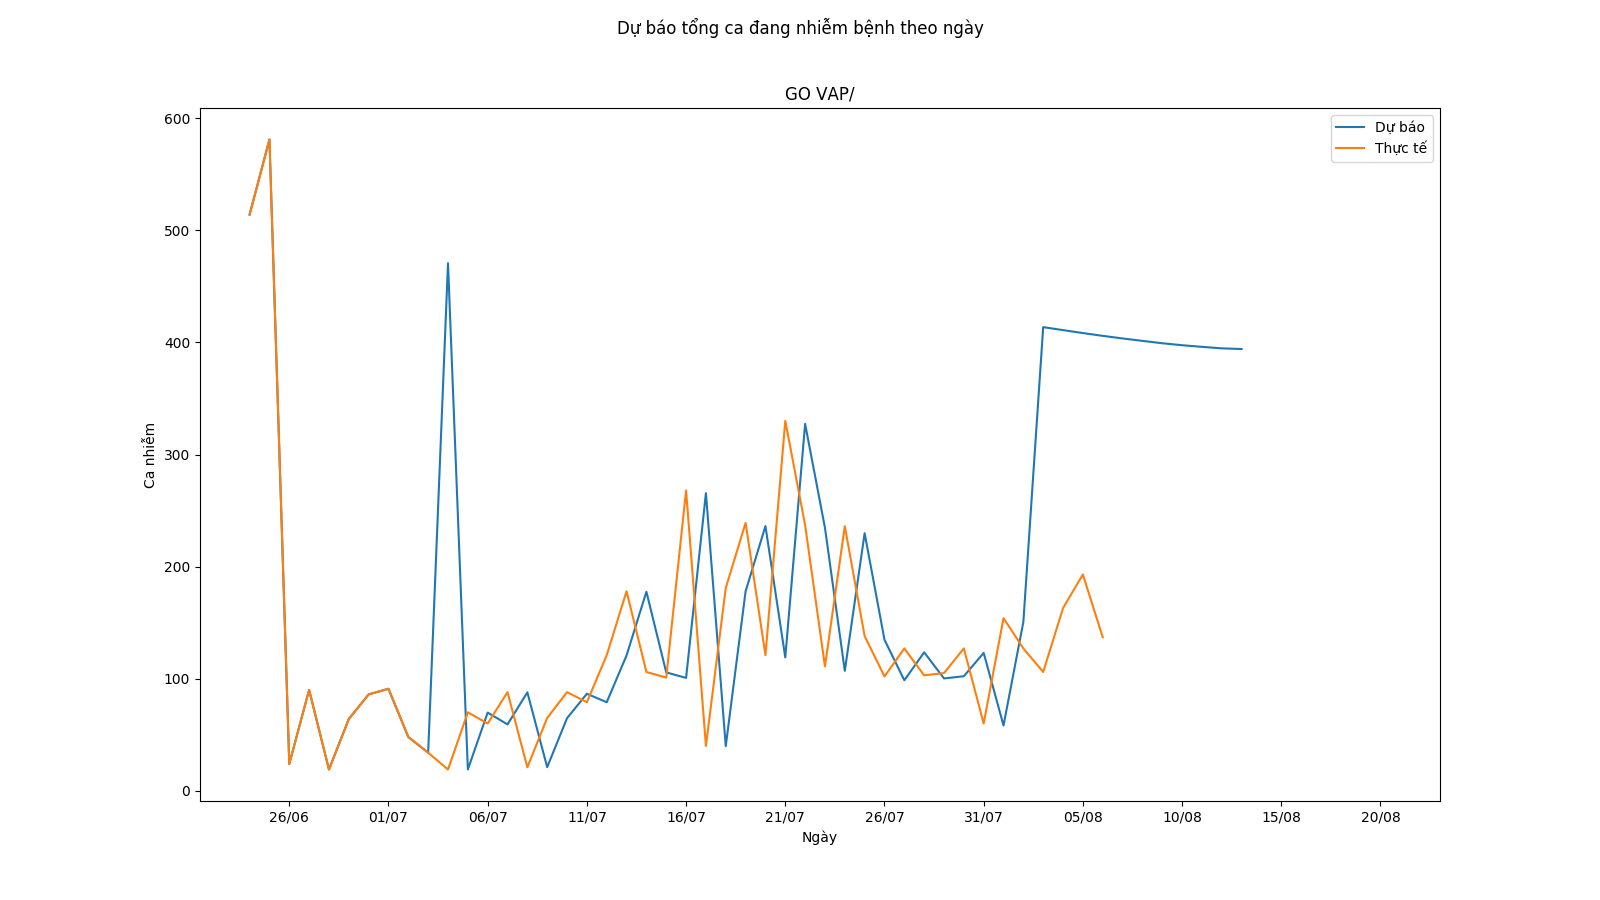 Dự báo tổng ca đang nhiễm bệnh theo ngày
GO VAP/
Dự báo
Thực tế
600
500
400
300
200
100
0
Ca nhiễm
26/06 01/07 06/07 11/07 16/07 21/07 26/07 31/07 05/08 10/08 15/08 20/08
Ngày